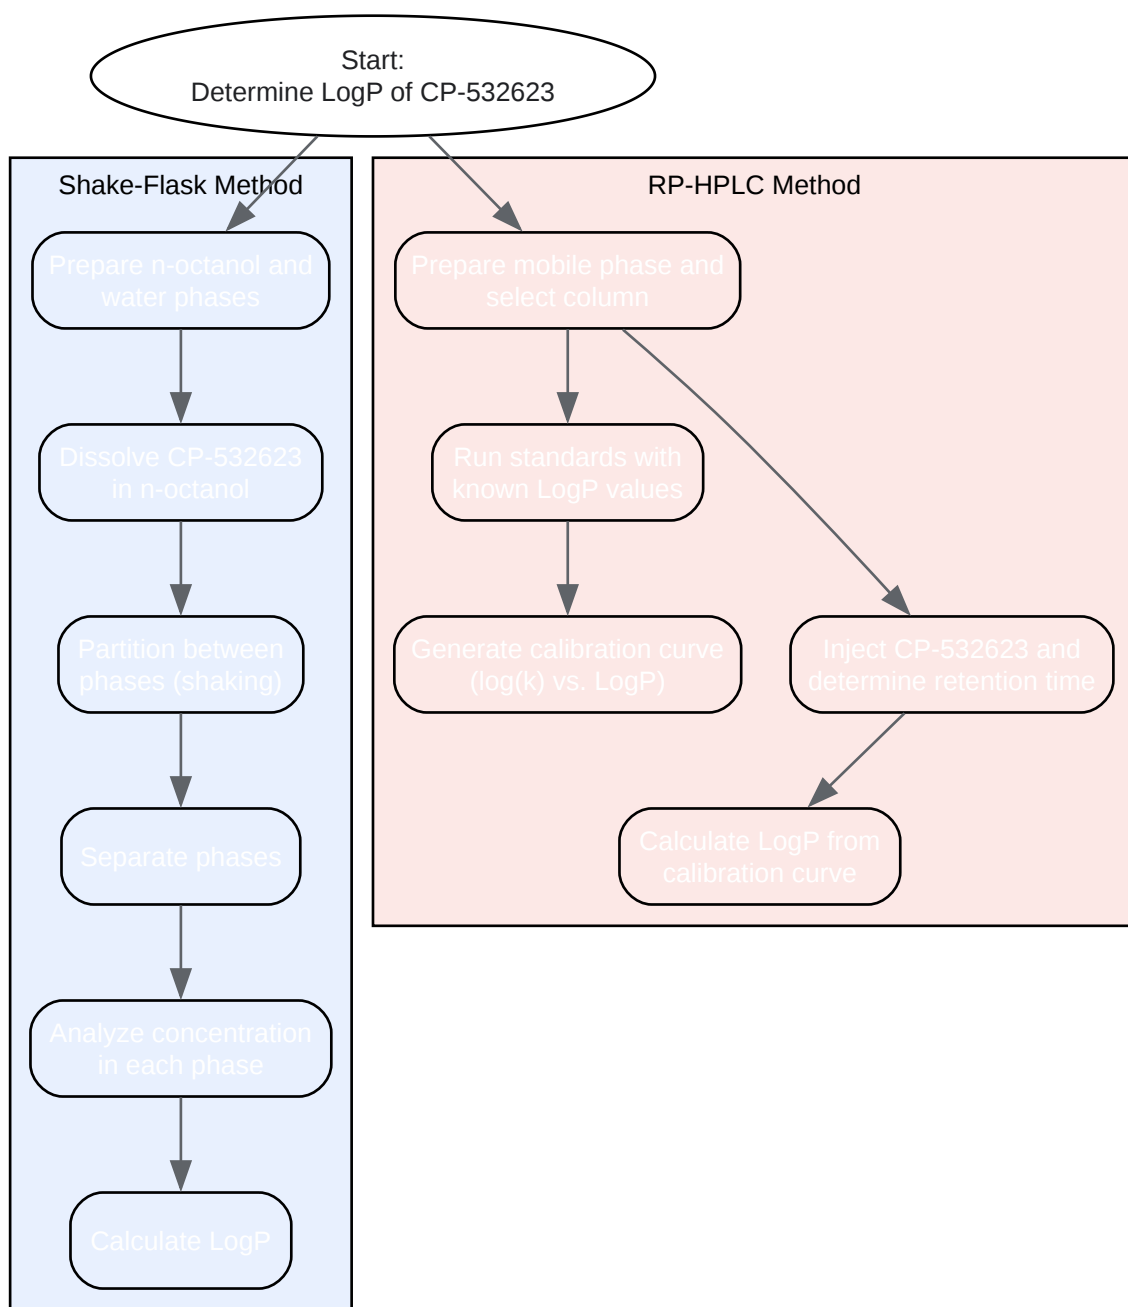 Start:
Determine LogP of CP-532623
Shake-Flask Method
Prepare n-octanol and
water phases
Dissolve CP-532623
in n-octanol
Partition between
phases (shaking)
Separate phases
Analyze concentration
in each phase
Calculate LogP
RP-HPLC Method
Prepare mobile phase and
select column
Run standards with
known LogP values
Generate calibration curve
(log(k) vs. LogP)
Inject CP-532623 and
determine retention time
Calculate LogP from
calibration curve